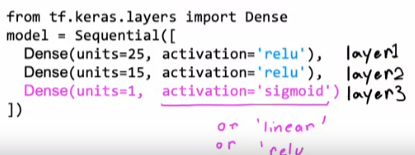 from tf.keras.layers import Dense
model = Sequential([
Dense(units=25, activation='relu'), layer1
Dense(units=15, activation='relu'), layer2
Dense(units=1, activation='sigmoid') layer3
])
or 'linear'
or 'relu